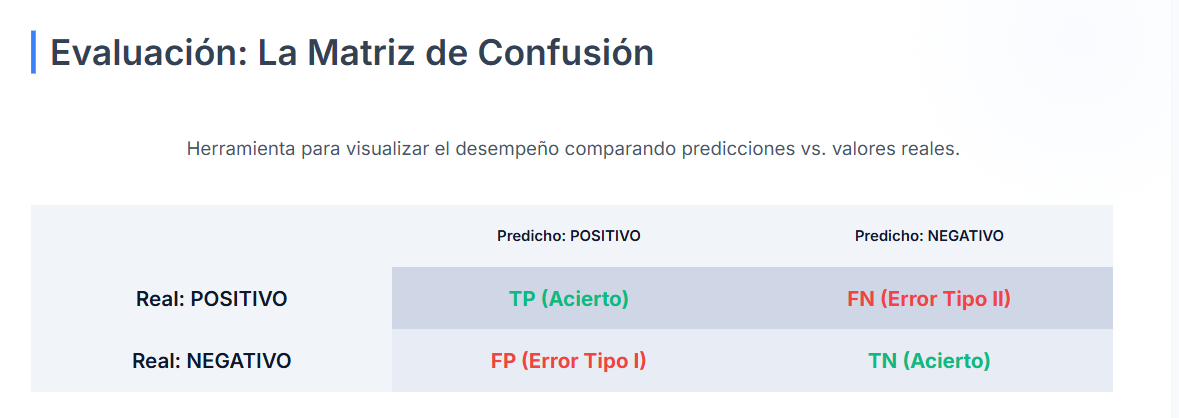 Evaluación: La Matriz de Confusión
Herramienta para visualizar el desempeño comparando predicciones vs. valores reales.
Predicho: POSITIVO Predicho: NEGATIVO
Real: POSITIVO TP (Acierto) FN (Error Tipo II)
Real: NEGATIVO FP (Error Tipo I) TN (Acierto)